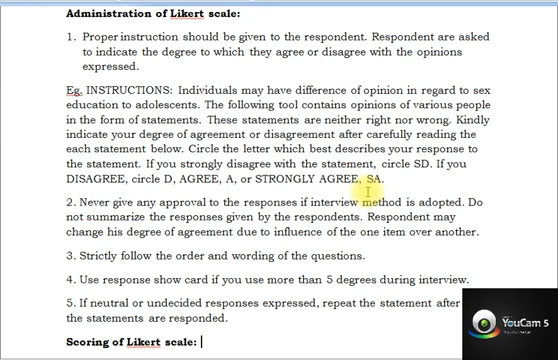 Administration of Likert scale:
1. Proper instruction should be given to the respondent. Respondent are asked
to indicate the degree to which they agree or disagree with the opinions
expressed.
Eg. INSTRUCTIONS: Individuals may have difference of opinion in regard to sex
education to adolescents. The following tool contains opinions of various people
in the form of statements. These statements are neither right nor wrong. Kindly
indicate your degree of agreement or disagreement after carefully reading the
each statement below. Circle the letter which best describes your response to
the statement. If you strongly disagree with the statement, circle SD. If you
DISAGREE, circle D, AGREE, A, or STRONGLY AGREE, SA.
2. Never give any approval to the responses if interview method is adopted. Do
not summarize the responses given by the respondents. Respondent may
change his degree of agreement due to influence of the one item over another.
3. Strictly follow the order and wording of the questions.
4. Use response show card if you use more than 5 degrees during interview.
5. If neutral or undecided responses expressed, repeat the statement after
the statements are responded.
Scoring of Likert scale:
YouCam 5